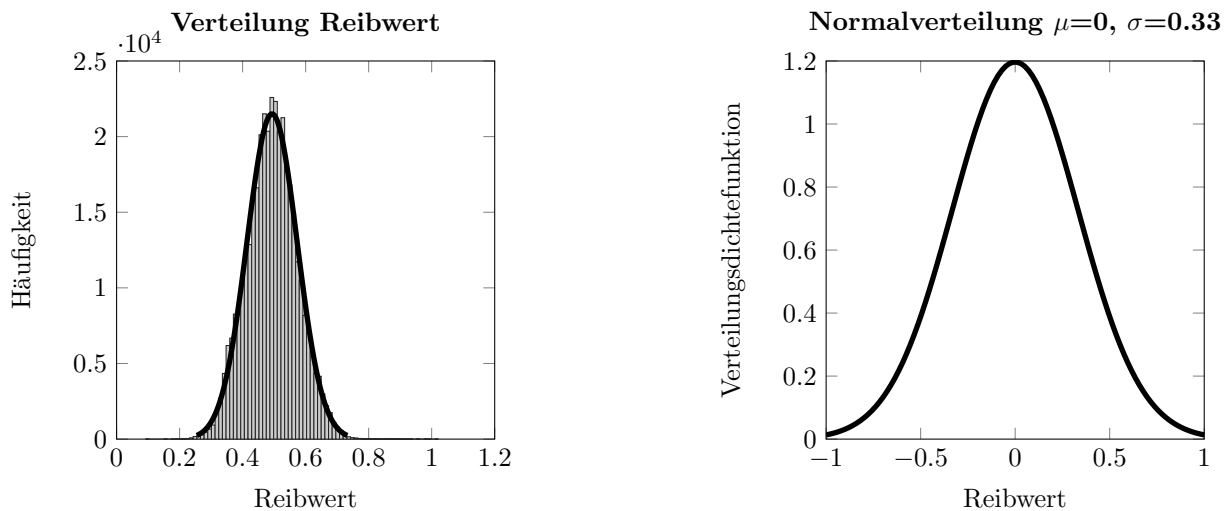 Verteilung Reibwert
·10⁴
2.5
2
1.5
1
0.5
0
0 0.2 0.4 0.6 0.8 1 1.2
Häufigkeit
Reibwert
Normalverteilung μ=0, σ=0.33
1.2
1
0.8
0.6
0.4
0.2
0
−1 −0.5 0 0.5 1
Verteilungsdichtefunktion
Reibwert